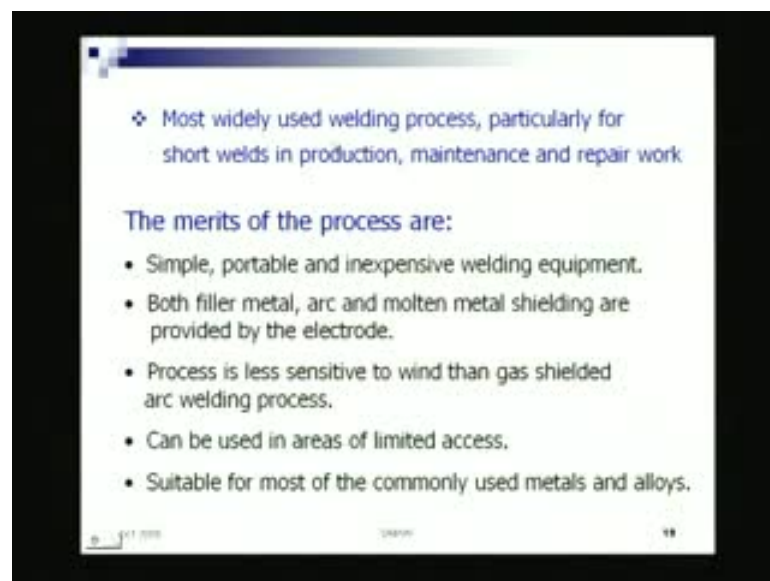 Most widely used welding process, particularly for
short welds in production, maintenance and repair work
The merits of the process are:
• Simple, portable and inexpensive welding equipment.
• Both filler metal, arc and molten metal shielding are
provided by the electrode.
• Process is less sensitive to wind than gas shielded
arc welding process.
• Can be used in areas of limited access.
• Suitable for most of the commonly used metals and alloys.